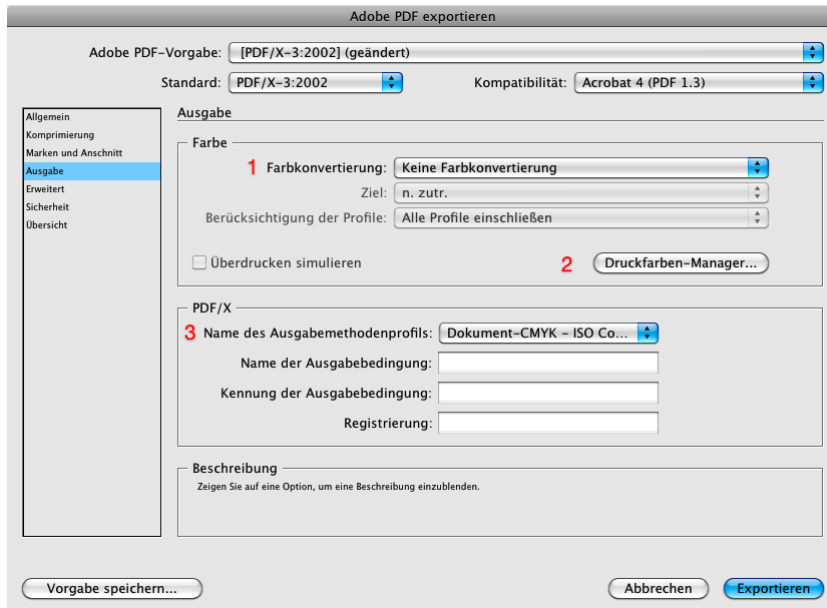 Adobe PDF exportieren
Adobe PDF-Vorgabe: [PDF/X-3:2002] (geändert)
Standard: PDF/X-3:2002 Kompatibilität: Acrobat 4 (PDF 1.3)
Allgemein
Komprimierung
Marken und Anschnitt
Ausgabe
Erweitert
Sicherheit
Übersicht
Ausgabe
Farbe
1 Farbkonvertierung: Keine Farbkonvertierung
Ziel: n. zutr.
Berücksichtigung der Profile: Alle Profile einschließen
Überdrucken simulieren 2 Druckfarben-Manager...
PDF/X
3 Name des Ausgabemethodenprofils: Dokument-CMYK – ISO Co...
Name der Ausgabebedingung:
Kennung der Ausgabebedingung:
Registrierung:
Beschreibung
Zeigen Sie auf eine Option, um eine Beschreibung einzublenden.
Vorgabe speichern... Abbrechen Exportieren